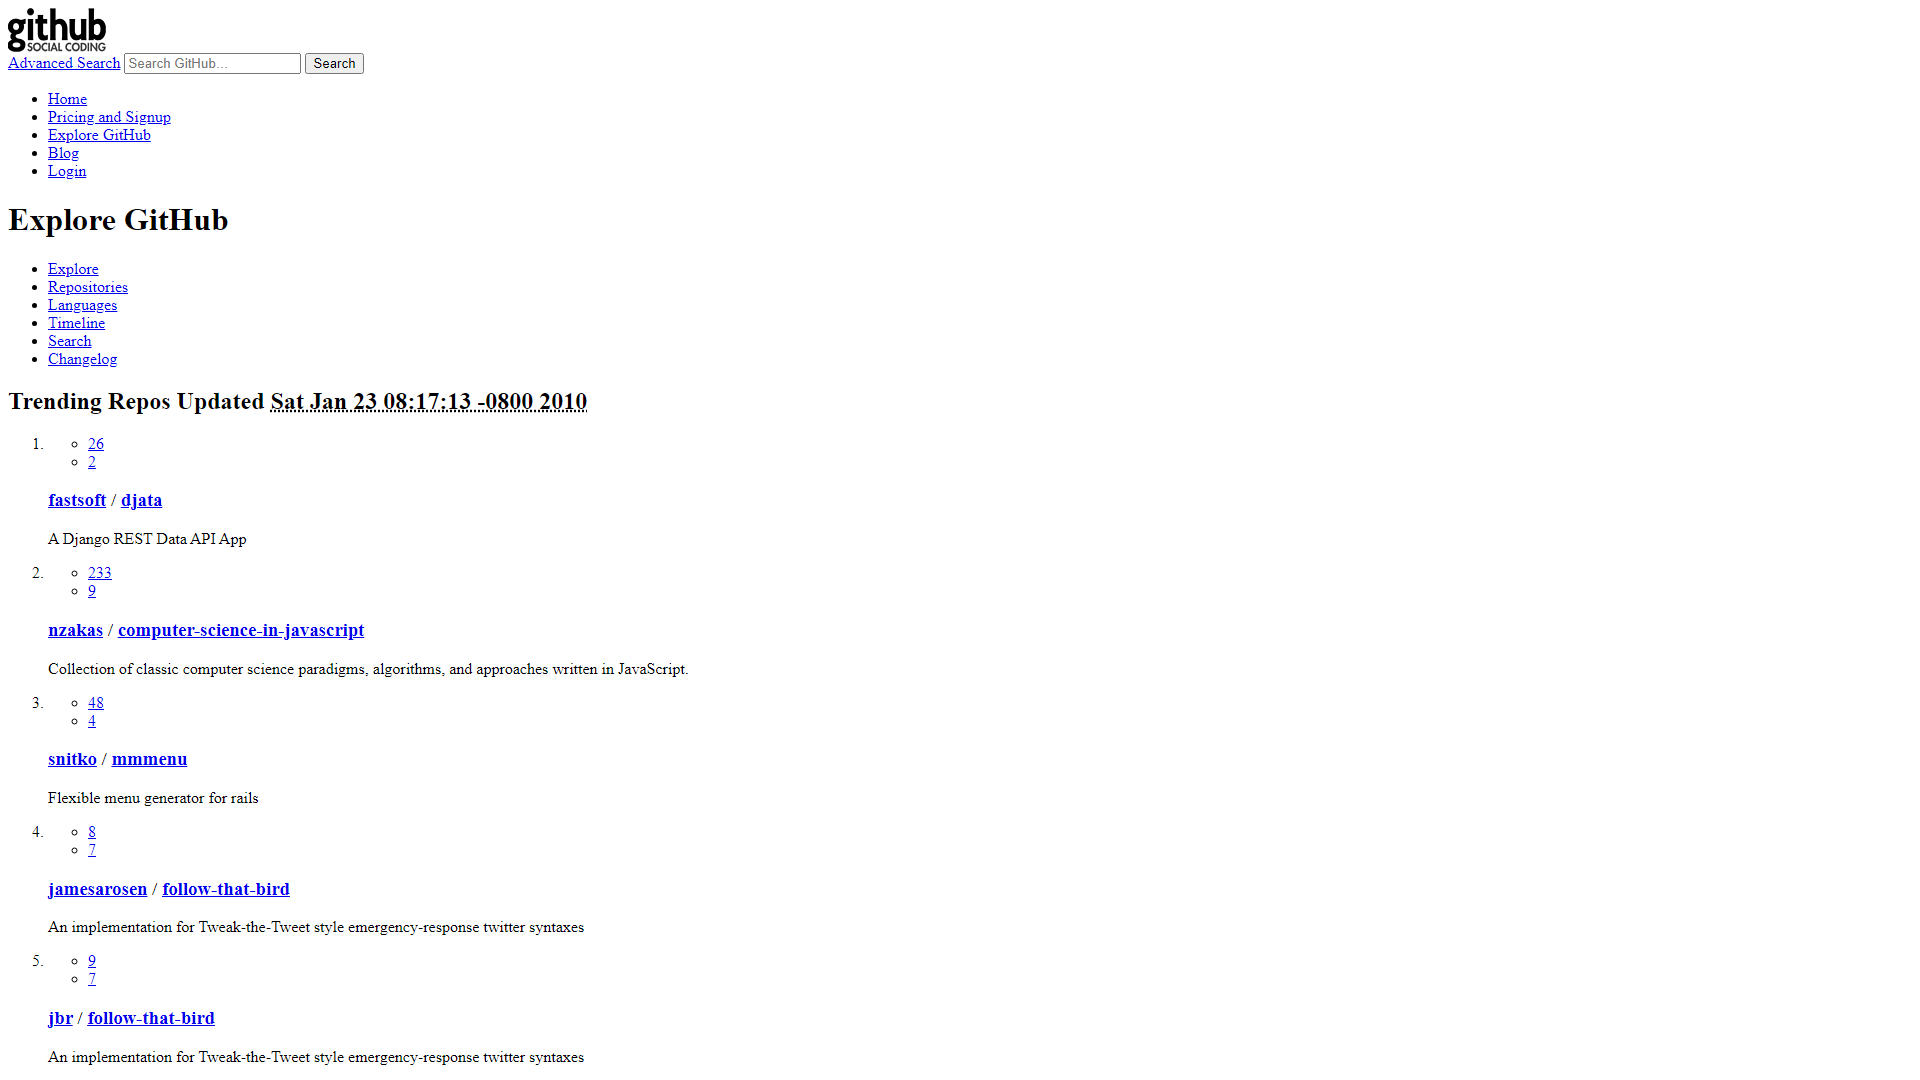 github
SOCIAL CODING
Advanced Search Search GitHub... Search
Home
Pricing and Signup
Explore GitHub
Blog
Login
Explore GitHub
Explore
Repositories
Languages
Timeline
Search
Changelog
Trending Repos Updated Sat Jan 23 08:17:13 -0800 2010
1. 26
2
fastsoft / djata
A Django REST Data API App
2. 233
9
nzakas / computer-science-in-javascript
Collection of classic computer science paradigms, algorithms, and approaches written in JavaScript.
3. 48
4
snitko / mmmenu
Flexible menu generator for rails
4. 8
7
jamesarosen / follow-that-bird
An implementation for Tweak-the-Tweet style emergency-response twitter syntaxes
5. 9
7
jbr / follow-that-bird
An implementation for Tweak-the-Tweet style emergency-response twitter syntaxes